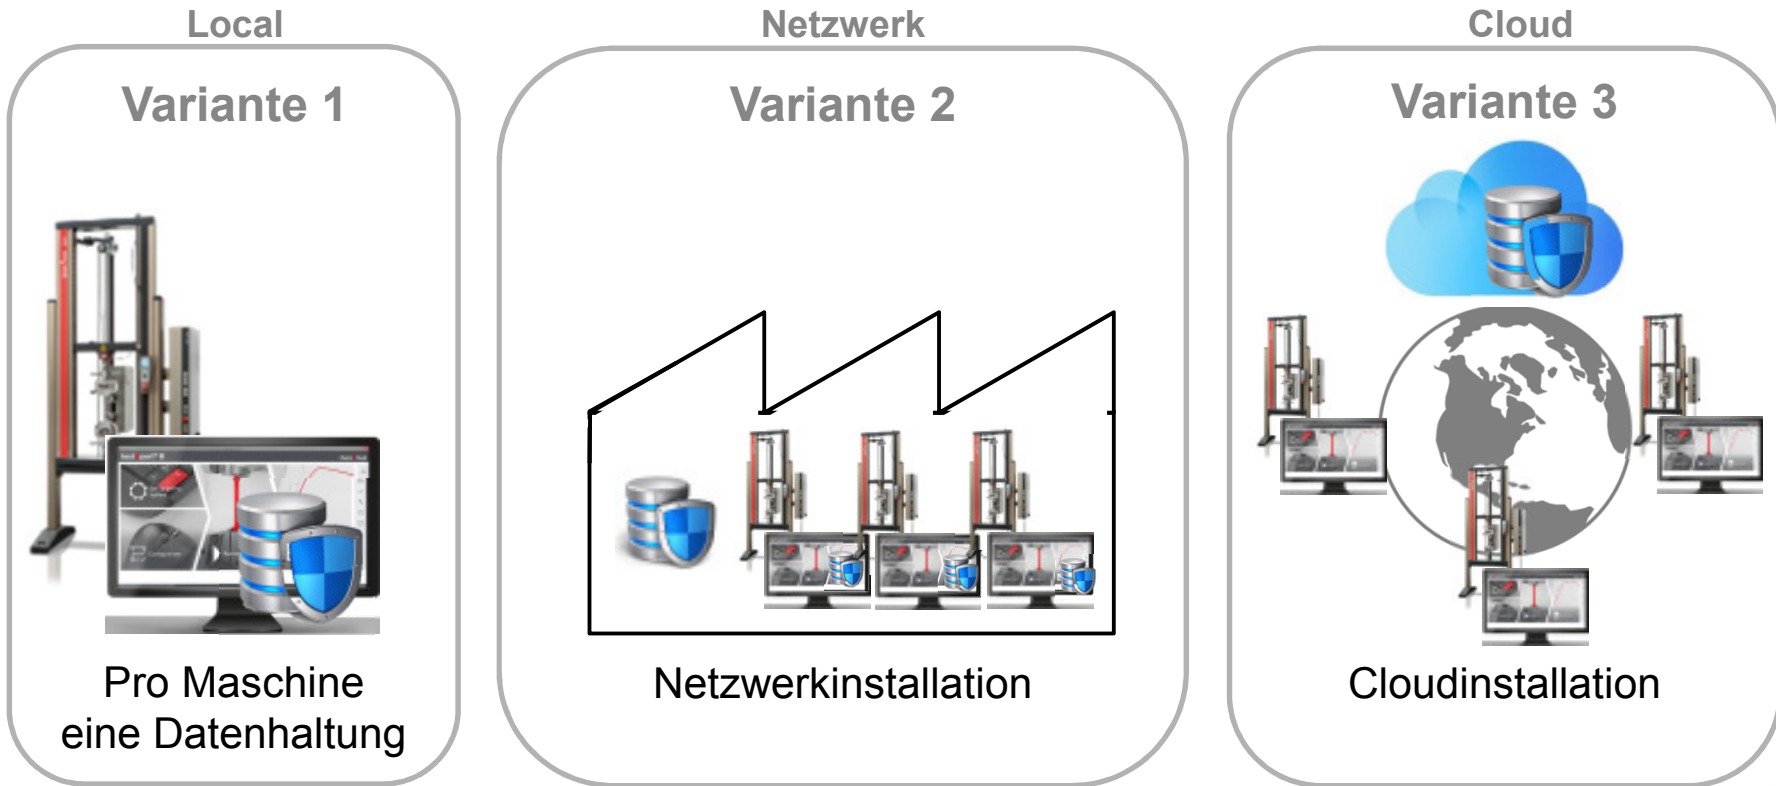 Local
Netzwerk
Cloud
Variante 1
Variante 2
Variante 3
Pro Maschine
eine Datenhaltung
Netzwerkinstallation
Cloudinstallation